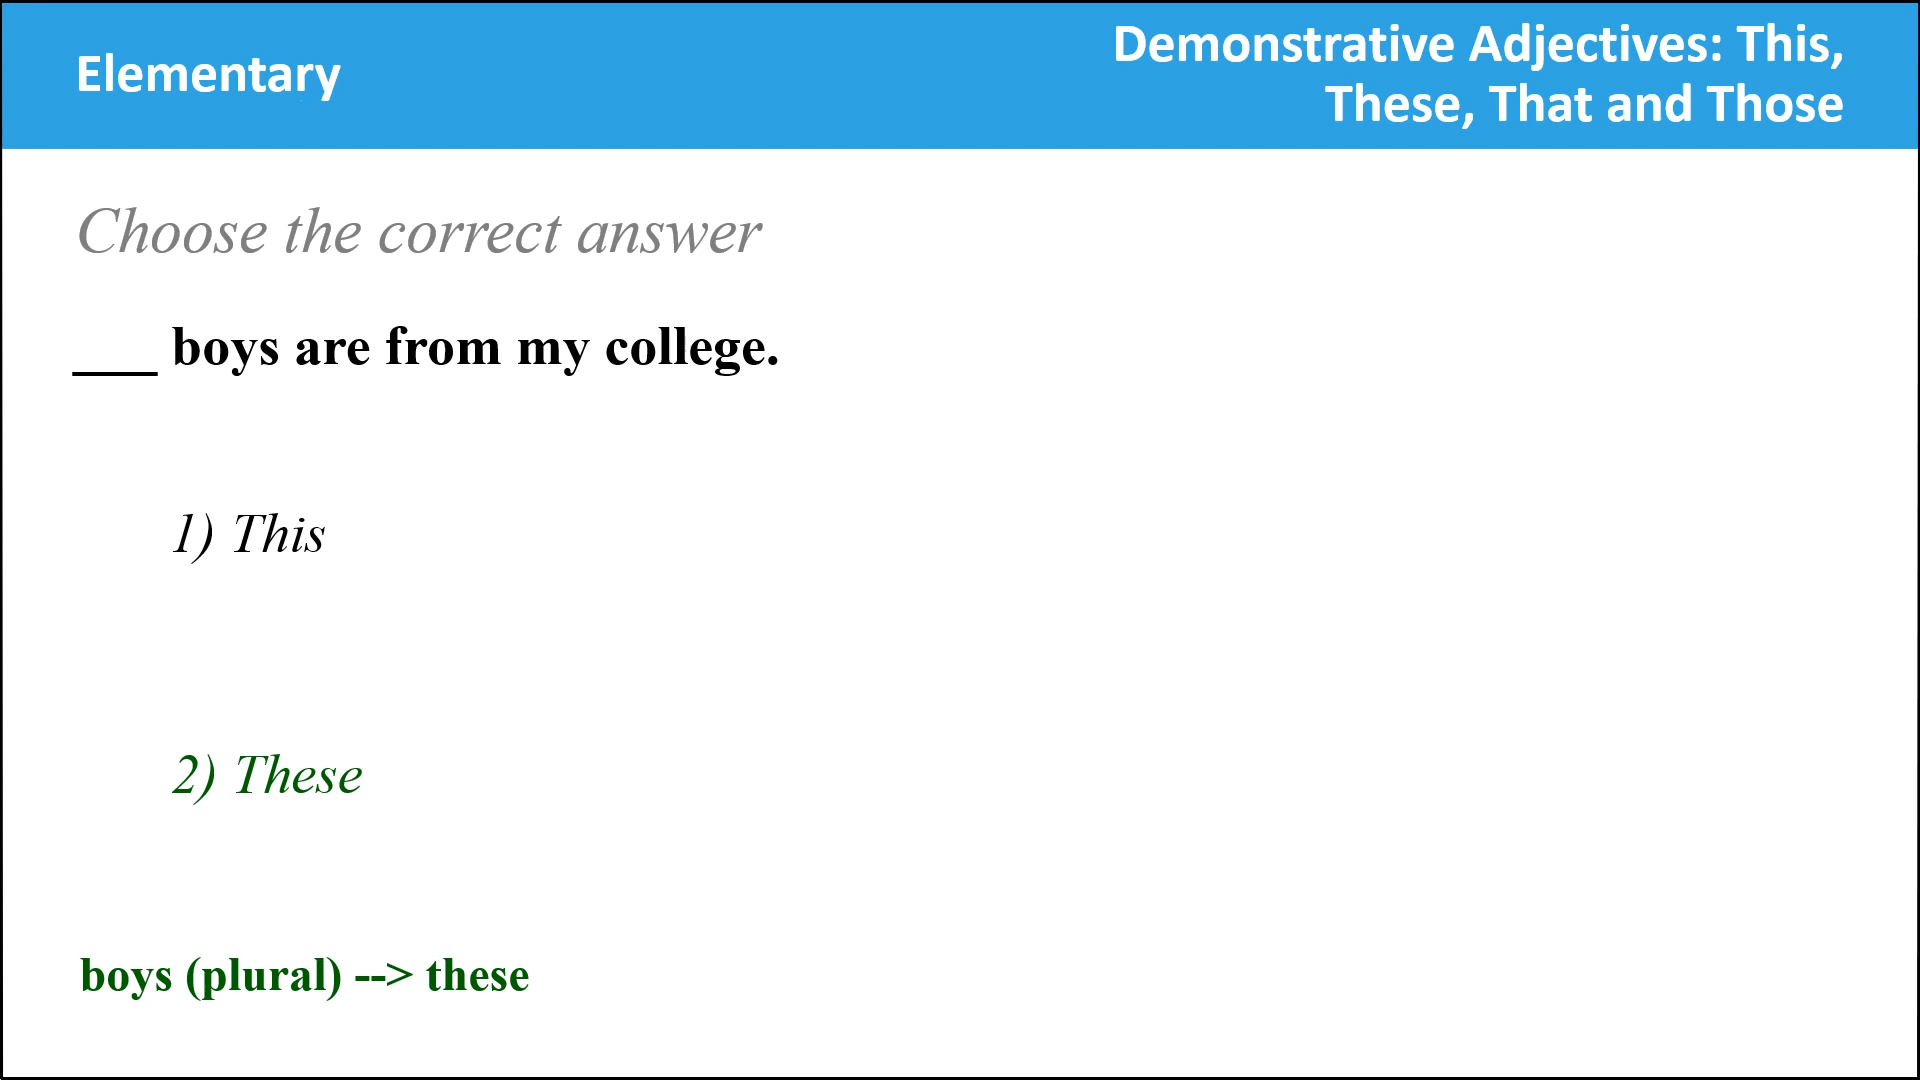 Elementary
Demonstrative Adjectives: This,
These, That and Those
Choose the correct answer
___ boys are from my college.
1) This
2) These
boys (plural) --> these